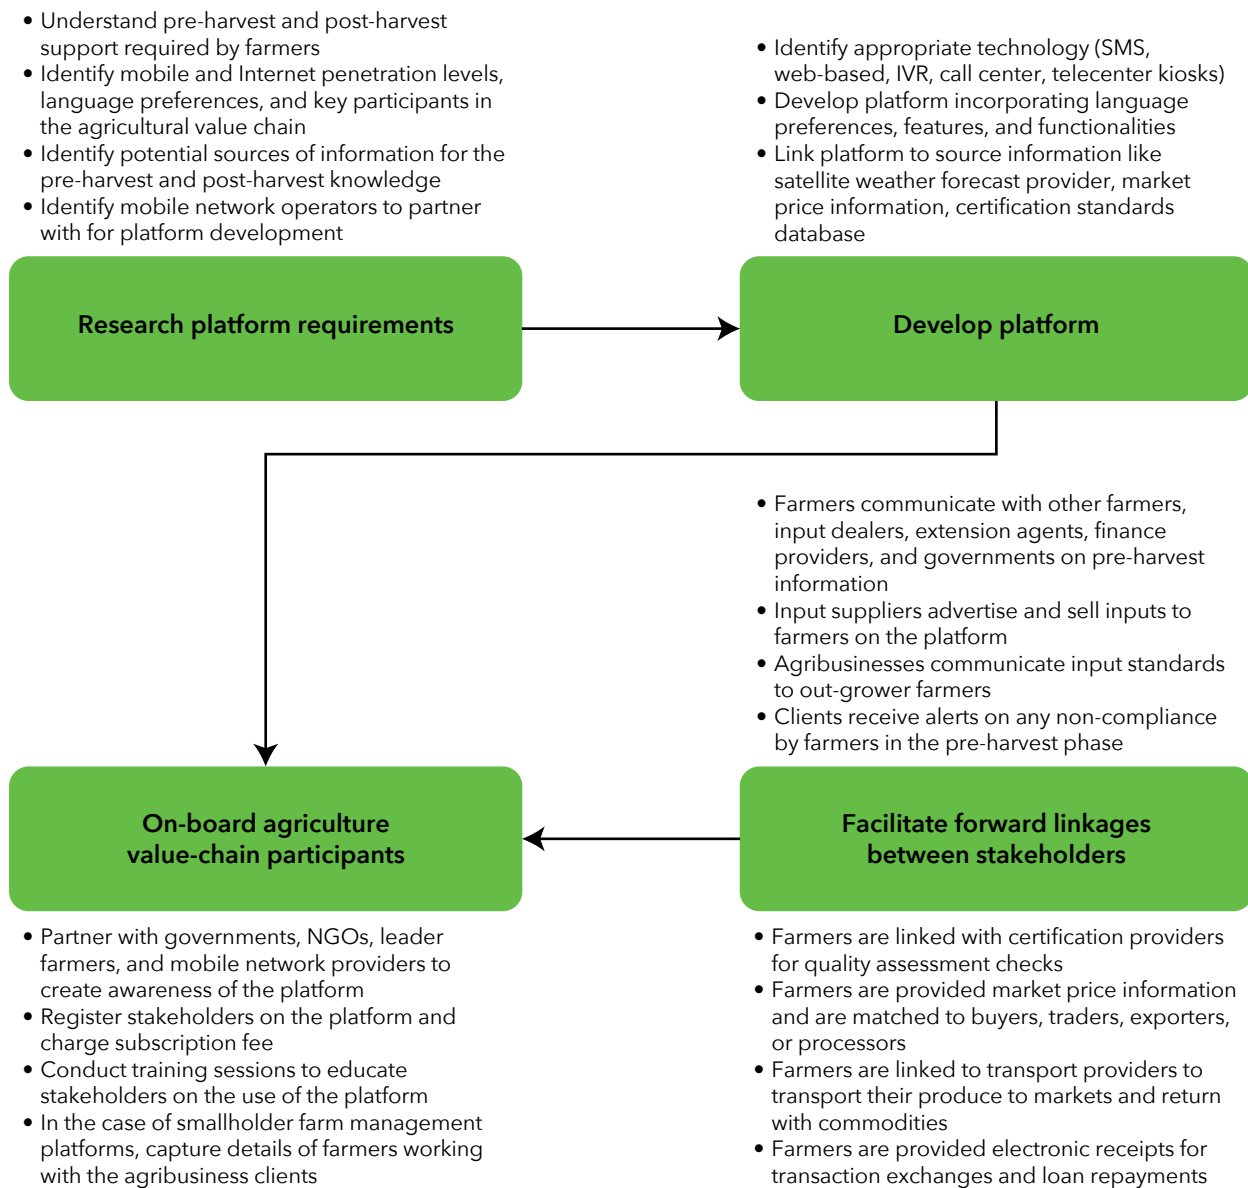 • Understand pre-harvest and post-harvest
support required by farmers
• Identify mobile and Internet penetration levels,
language preferences, and key participants in
the agricultural value chain
• Identify potential sources of information for the
pre-harvest and post-harvest knowledge
• Identify mobile network operators to partner
with for platform development
Research platform requirements
• Identify appropriate technology (SMS,
web-based, IVR, call center, telecenter kiosks)
• Develop platform incorporating language
preferences, features, and functionalities
• Link platform to source information like
satellite weather forecast provider, market
price information, certification standards
database
Develop platform
• Farmers communicate with other farmers,
input dealers, extension agents, finance
providers, and governments on pre-harvest
information
• Input suppliers advertise and sell inputs to
farmers on the platform
• Agribusinesses communicate input standards
to out-grower farmers
• Clients receive alerts on any non-compliance
by farmers in the pre-harvest phase
On-board agriculture
value-chain participants
• Partner with governments, NGOs, leader
farmers, and mobile network providers to
create awareness of the platform
• Register stakeholders on the platform and
charge subscription fee
• Conduct training sessions to educate
stakeholders on the use of the platform
• In the case of smallholder farm management
platforms, capture details of farmers working
with the agribusiness clients
Facilitate forward linkages
between stakeholders
• Farmers are linked with certification providers
for quality assessment checks
• Farmers are provided market price information
and are matched to buyers, traders, exporters,
or processors
• Farmers are linked to transport providers to
transport their produce to markets and return
with commodities
• Farmers are provided electronic receipts for
transaction exchanges and loan repayments